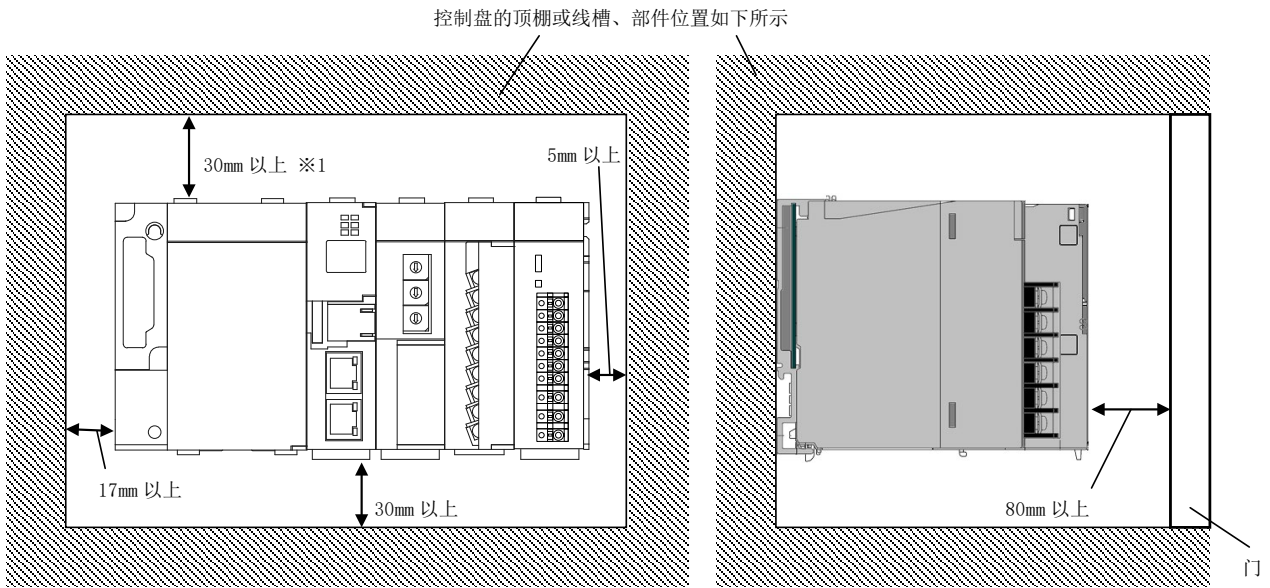 控制盘的顶棚或线槽、部件位置如下所示
30mm 以上 ※1
5mm 以上
17mm 以上
30mm 以上
80mm 以上
门